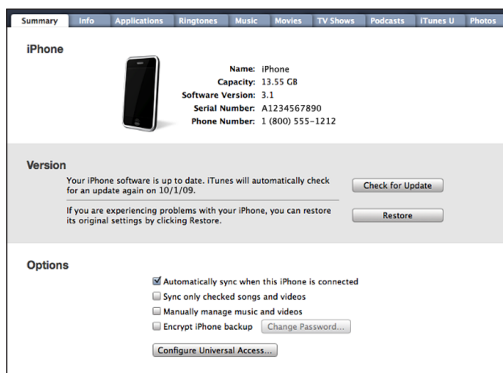 Summary Info Applications Ringtones Music Movies TV Shows Podcasts iTunes U Photos
iPhone
Name: iPhone
Capacity: 13.55 GB
Software Version: 3.1
Serial Number: A1234567890
Phone Number: 1 (800) 555-1212
Version
Your iPhone software is up to date. iTunes will automatically check
for an update again on 10/1/09.
Check for Update
If you are experiencing problems with your iPhone, you can restore
its original settings by clicking Restore.
Restore
Options
Automatically sync when this iPhone is connected
Sync only checked songs and videos
Manually manage music and videos
Encrypt iPhone backup Change Password...
Configure Universal Access...